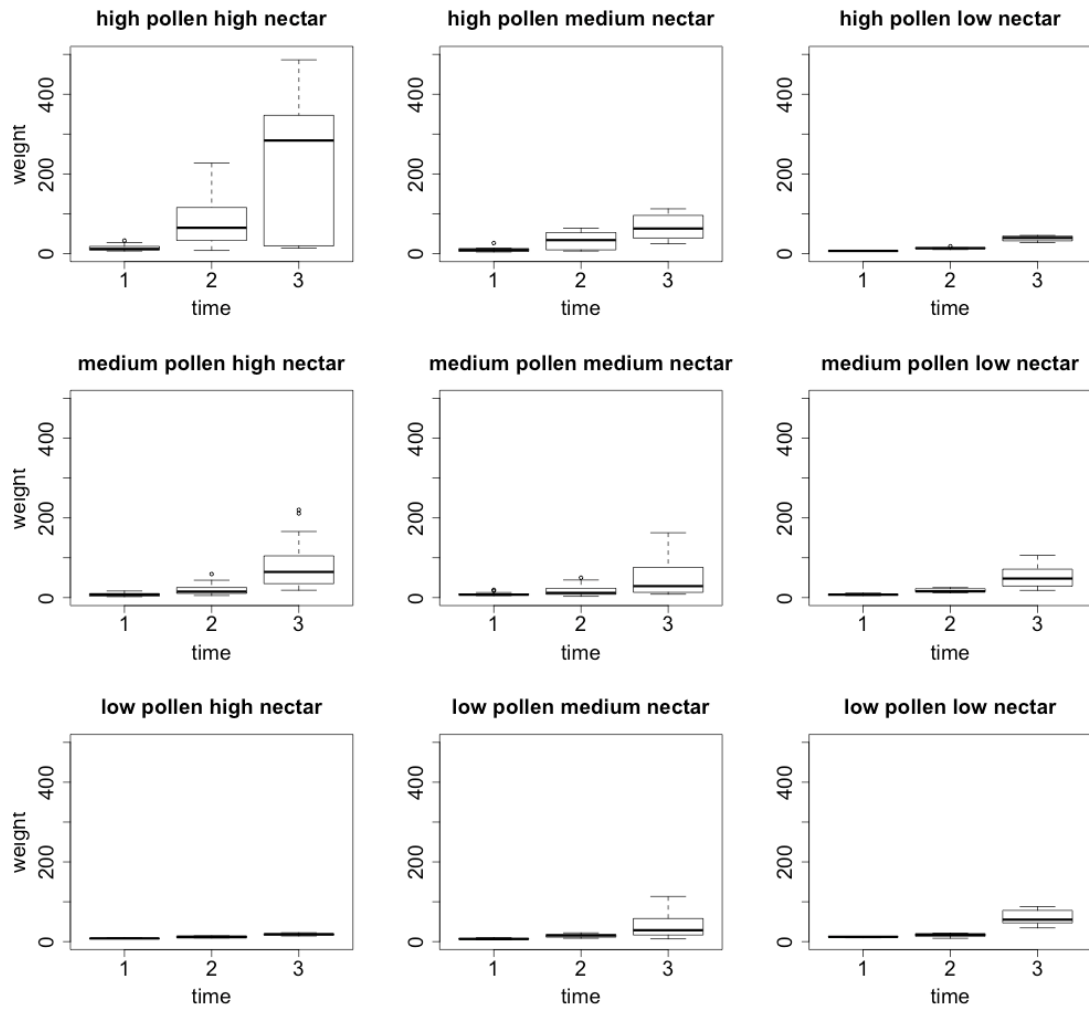 high pollen high nectar
weight
0 200 400
1 2 3
time
high pollen medium nectar
0 200 400
1 2 3
time
high pollen low nectar
0 200 400
1 2 3
time
medium pollen high nectar
weight
0 200 400
1 2 3
time
medium pollen medium nectar
0 200 400
1 2 3
time
medium pollen low nectar
0 200 400
1 2 3
time
low pollen high nectar
weight
0 200 400
1 2 3
time
low pollen medium nectar
0 200 400
1 2 3
time
low pollen low nectar
0 200 400
1 2 3
time